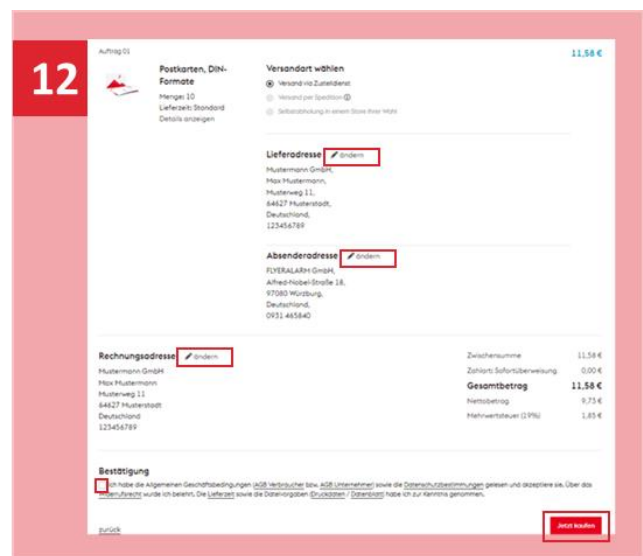 12
Auftrag 01
11,58 €
Postkarten, DIN-
Formate
Menge: 10
Lieferzeit: Standard
Details anzeigen
Versandart wählen
Versand via Zustelldienst
Versand per Spedition
Selbstabholung in einem Store Ihrer Wahl
Lieferadresse ändern
Mustermann GmbH,
Max Mustermann,
Musterweg 11,
64627 Musterstadt,
Deutschland,
123456789
Absenderadresse ändern
FLYERALARM GmbH,
Alfred-Nobel-Straße 18,
97080 Würzburg,
Deutschland,
0931 465840
Rechnungsadresse ändern
Mustermann GmbH
Max Mustermann
Musterweg 11
64627 Musterstadt
Deutschland
123456789
Zwischensumme 11,58 €
Zahlart: Sofortüberweisung 0,00 €
Gesamtbetrag 11,58 €
Nettobetrag 9,73 €
Mehrwertsteuer (19%) 1,85 €
Bestätigung
Ich habe die Allgemeinen Geschäftsbedingungen (AGB Verbraucher bzw. AGB Unternehmer) sowie die Datenschutzbestimmungen gelesen und akzeptiere sie. Über das
Widerrufsrecht wurde ich belehrt. Die Lieferzeit sowie die Datenvorgaben (Druckdaten / Datenblatt) habe ich zur Kenntnis genommen.
zurück
Jetzt kaufen